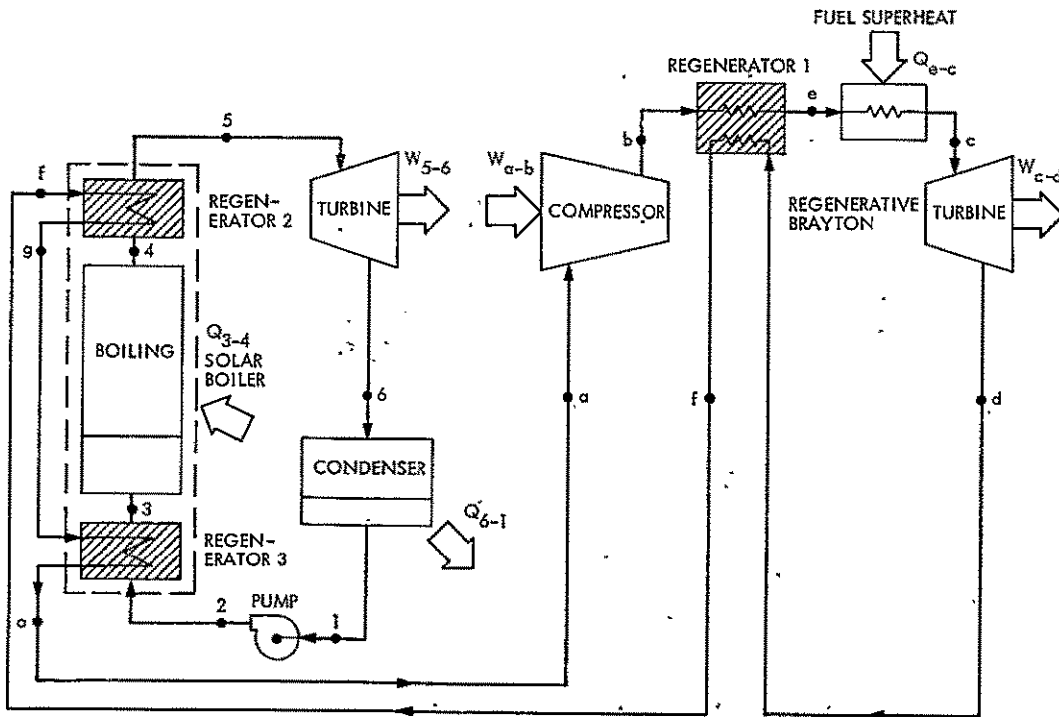 FUEL SUPERHEAT
Q e-c
REGENERATOR 1
e
b
c
5
W 5-6
W a-b
W c-d
f
REGEN-
ERATOR 2
TURBINE
COMPRESSOR
REGENERATIVE
BRAYTON
TURBINE
g
4
BOILING
Q 3-4
SOLAR
BOILER
6
a
f
d
CONDENSER
3
Q 6-1
REGEN-
ERATOR 3
PUMP
2
1
a